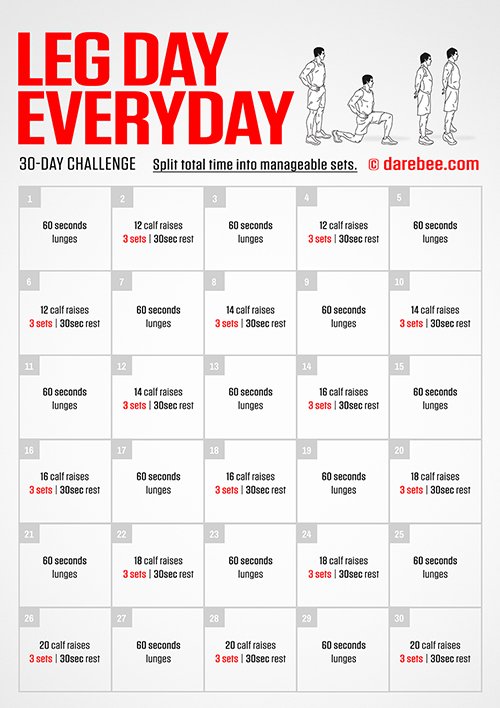 LEG DAY
EVERYDAY
30-DAY CHALLENGE Split total time into manageable sets. © darebee.com
1
60 seconds
lunges
2
12 calf raises
3 sets | 30sec rest
3
60 seconds
lunges
4
12 calf raises
3 sets | 30sec rest
5
60 seconds
lunges
6
12 calf raises
3 sets | 30sec rest
7
60 seconds
lunges
8
14 calf raises
3 sets | 30sec rest
9
60 seconds
lunges
10
14 calf raises
3 sets | 30sec rest
11
60 seconds
lunges
12
14 calf raises
3 sets | 30sec rest
13
60 seconds
lunges
14
16 calf raises
3 sets | 30sec rest
15
60 seconds
lunges
16
16 calf raises
3 sets | 30sec rest
17
60 seconds
lunges
18
16 calf raises
3 sets | 30sec rest
19
60 seconds
lunges
20
18 calf raises
3 sets | 30sec rest
21
60 seconds
lunges
22
18 calf raises
3 sets | 30sec rest
23
60 seconds
lunges
24
18 calf raises
3 sets | 30sec rest
25
60 seconds
lunges
26
20 calf raises
3 sets | 30sec rest
27
60 seconds
lunges
28
20 calf raises
3 sets | 30sec rest
29
60 seconds
lunges
30
20 calf raises
3 sets | 30sec rest